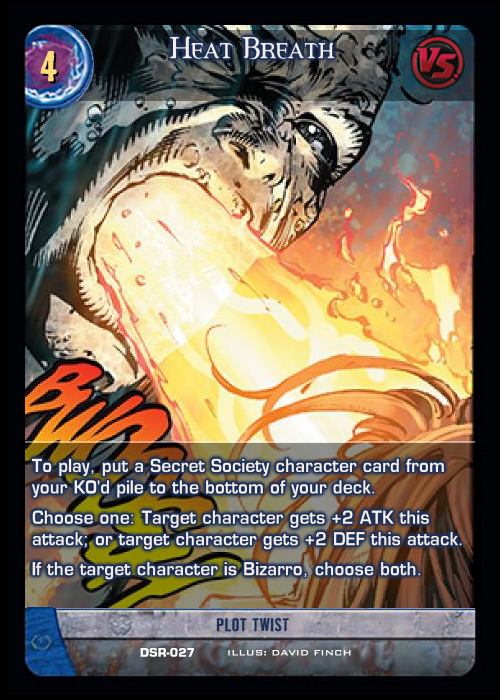 4
HEAT BREATH
VS
To play, put a Secret Society character card from
your KO'd pile to the bottom of your deck.
Choose one: Target character gets +2 ATK this
attack; or target character gets +2 DEF this attack.
If the target character is Bizarro, choose both.
PLOT TWIST
DSR-027 ILLUS: DAVID FINCH